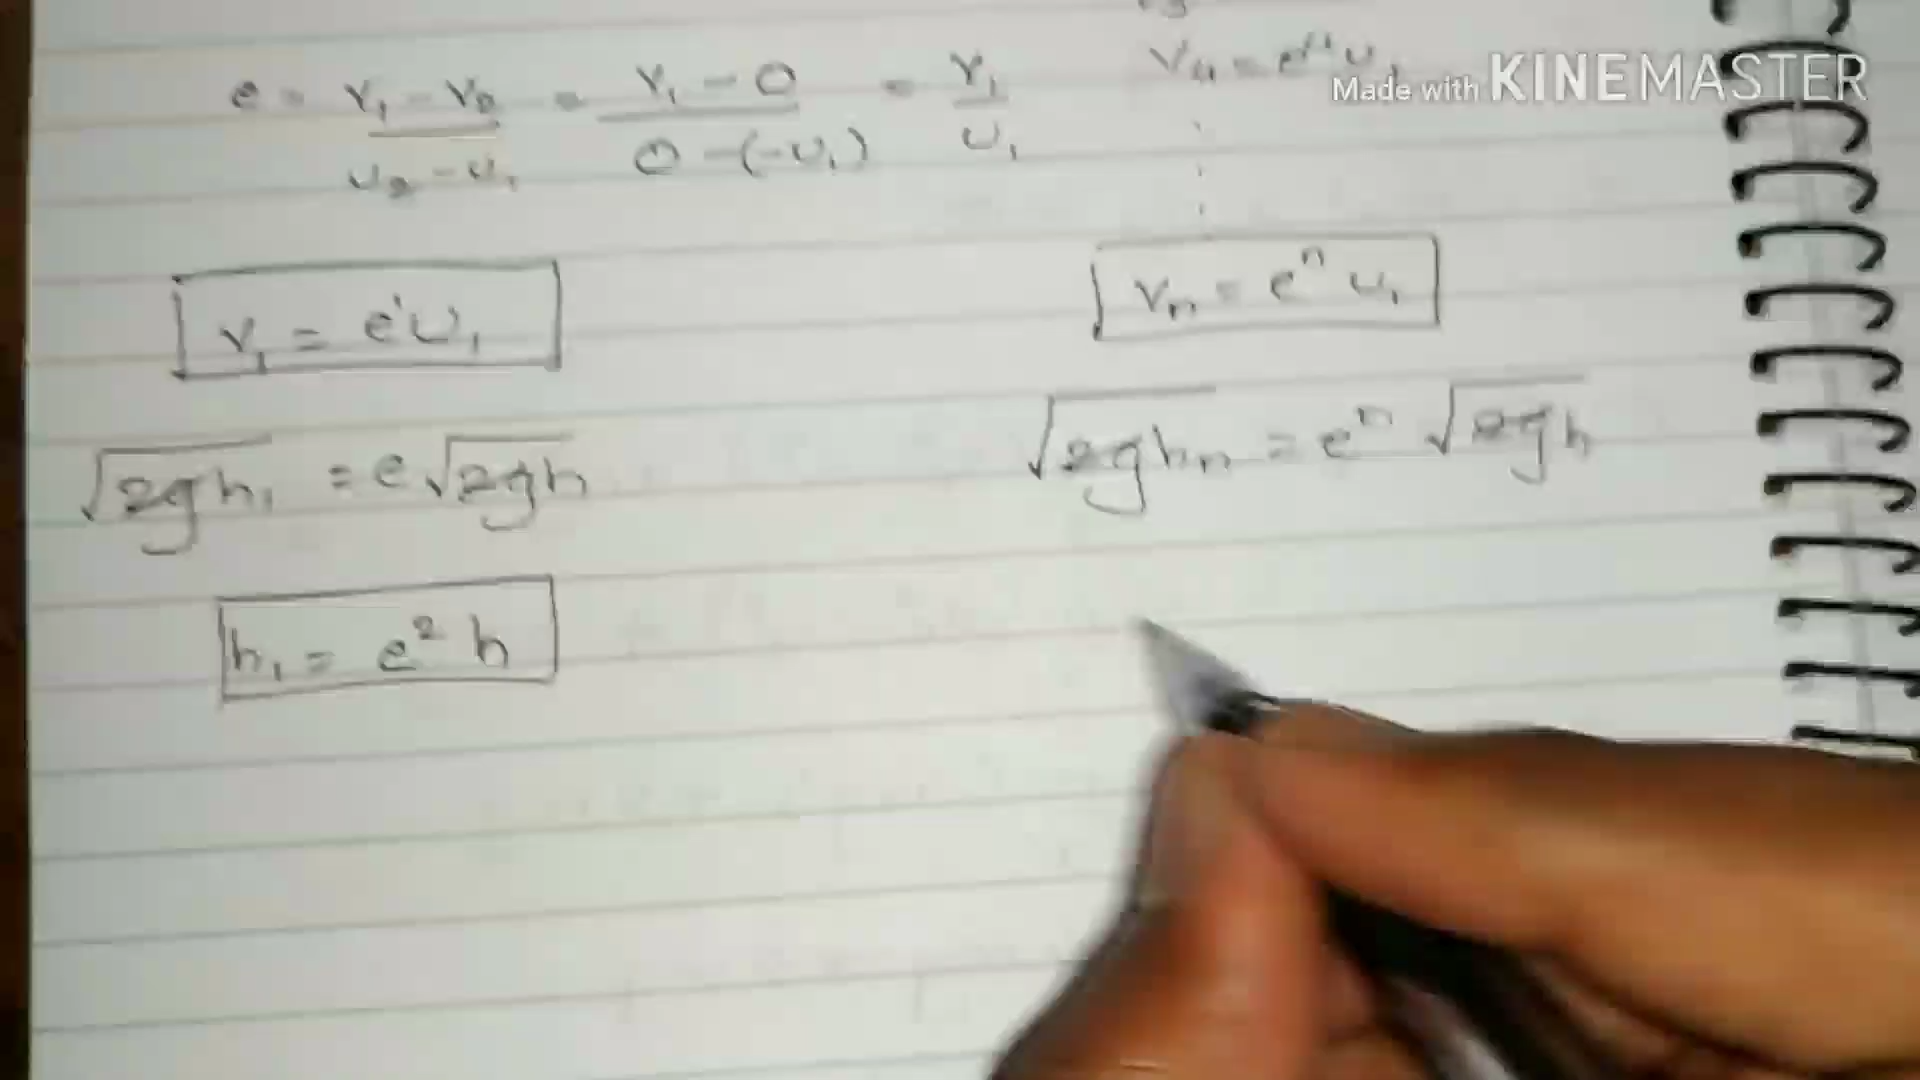 e = v₁ - v₂ / u₂ - u₁ = v₁ - 0 / 0 - (-u₁) = v₁ / u₁
v₁ = e¹u₁
√2gh₁ = e√2gh
h₁ = e² h
v₄ = e⁴u₁
Made with KINEMASTER
vₙ = eⁿ u₁
√2ghₙ = eⁿ √2gh